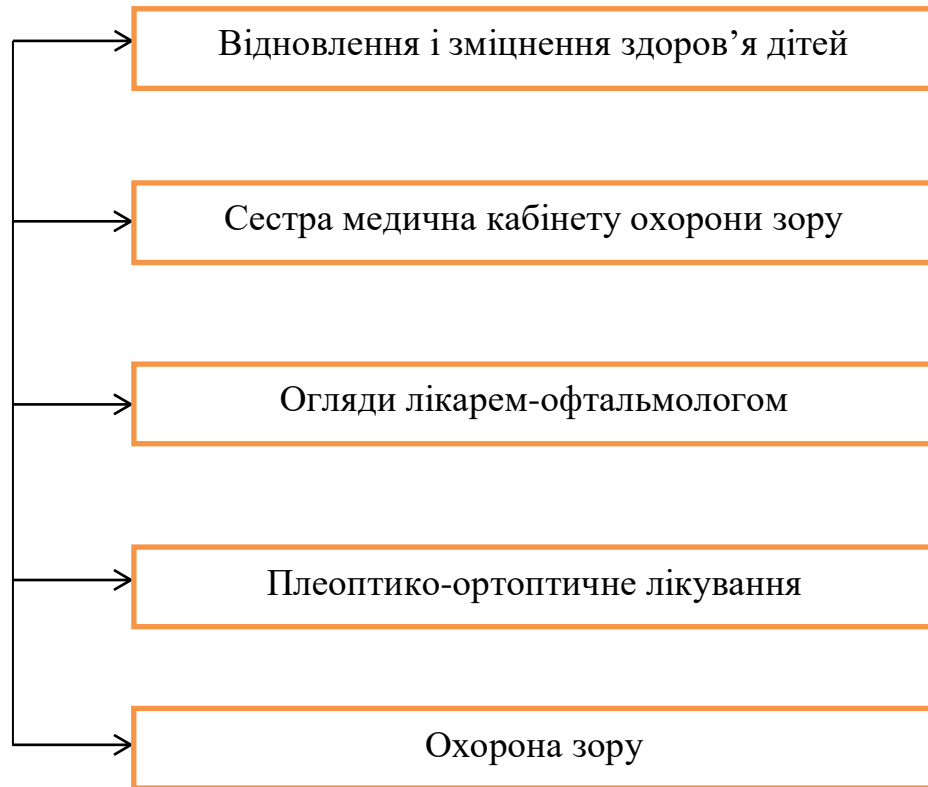 Відновлення і зміцнення здоров’я дітей
Сестра медична кабінету охорони зору
Огляди лікарем-офтальмологом
Плеоптико-ортоптичне лікування
Охорона зору